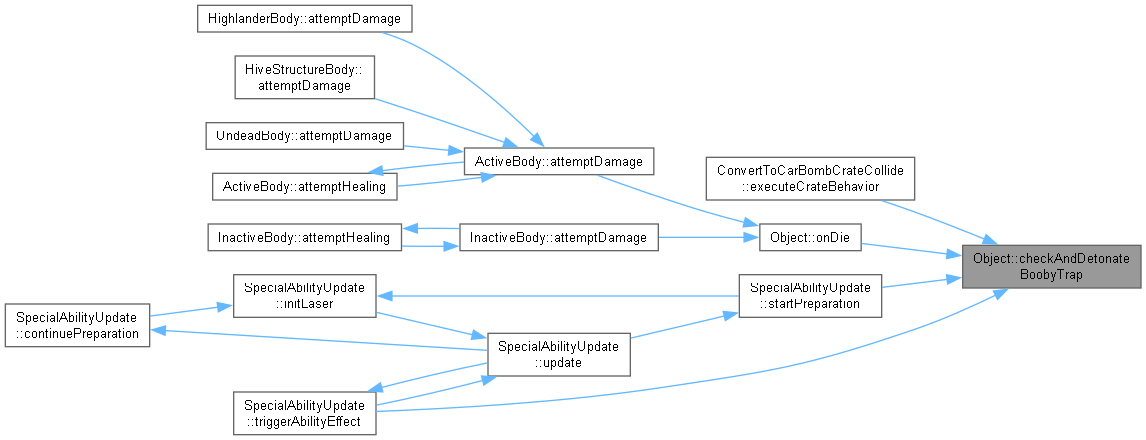 HighlanderBody::attemptDamage
HiveStructureBody::
attemptDamage
UndeadBody::attemptDamage
ActiveBody::attemptDamage
ActiveBody::attemptHealing
ConvertToCarBombCrateCollide
::executeCrateBehavior
InactiveBody::attemptHealing
InactiveBody::attemptDamage
Object::onDie
Object::checkAndDetonate
BoobyTrap
SpecialAbilityUpdate
::initLaser
SpecialAbilityUpdate
::startPreparation
SpecialAbilityUpdate
::continuePreparation
SpecialAbilityUpdate
::update
SpecialAbilityUpdate
::triggerAbilityEffect